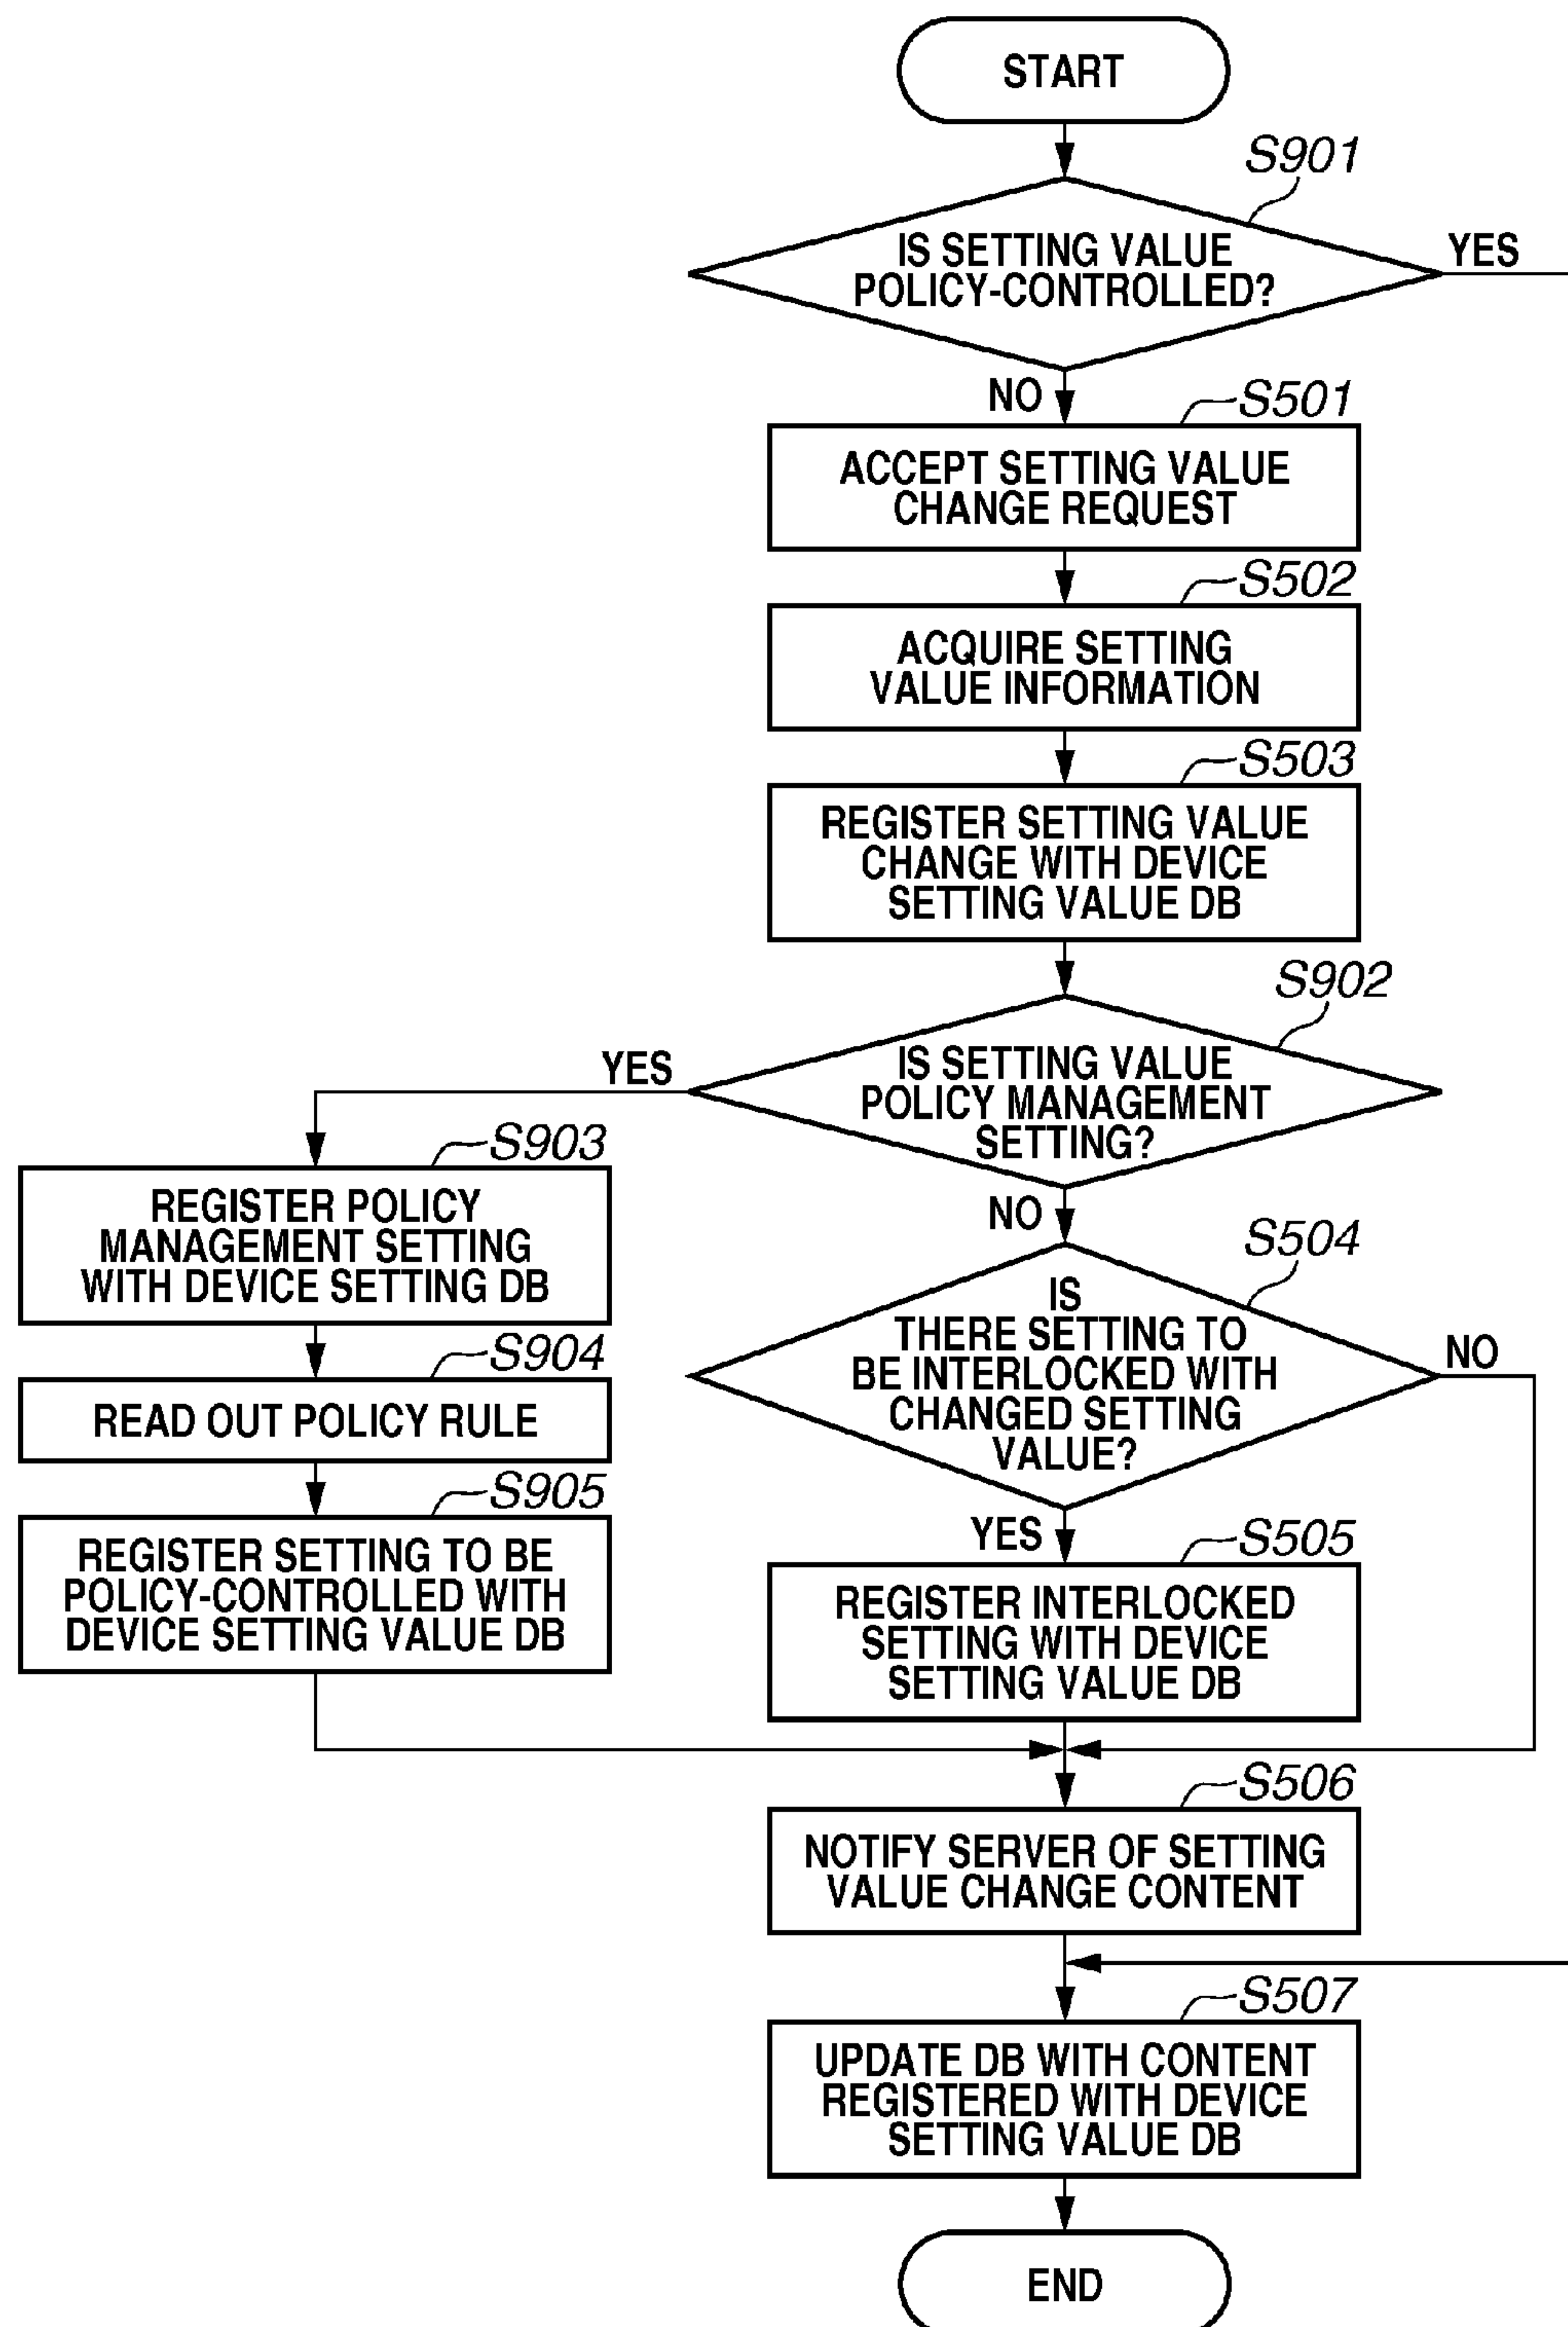 START
S901
IS SETTING VALUE
POLICY-CONTROLLED?
YES
NO
S501
ACCEPT SETTING VALUE
CHANGE REQUEST
S502
ACQUIRE SETTING
VALUE INFORMATION
S503
REGISTER SETTING VALUE
CHANGE WITH DEVICE
SETTING VALUE DB
S902
IS SETTING VALUE
POLICY MANAGEMENT
SETTING?
YES
NO
S903
REGISTER POLICY
MANAGEMENT SETTING
WITH DEVICE SETTING DB
S904
READ OUT POLICY RULE
S905
REGISTER SETTING TO BE
POLICY-CONTROLLED WITH
DEVICE SETTING VALUE DB
S504
IS
THERE SETTING TO
BE INTERLOCKED WITH
CHANGED SETTING
VALUE?
NO
YES
S505
REGISTER INTERLOCKED
SETTING WITH DEVICE
SETTING VALUE DB
S506
NOTIFY SERVER OF SETTING
VALUE CHANGE CONTENT
S507
UPDATE DB WITH CONTENT
REGISTERED WITH DEVICE
SETTING VALUE DB
END